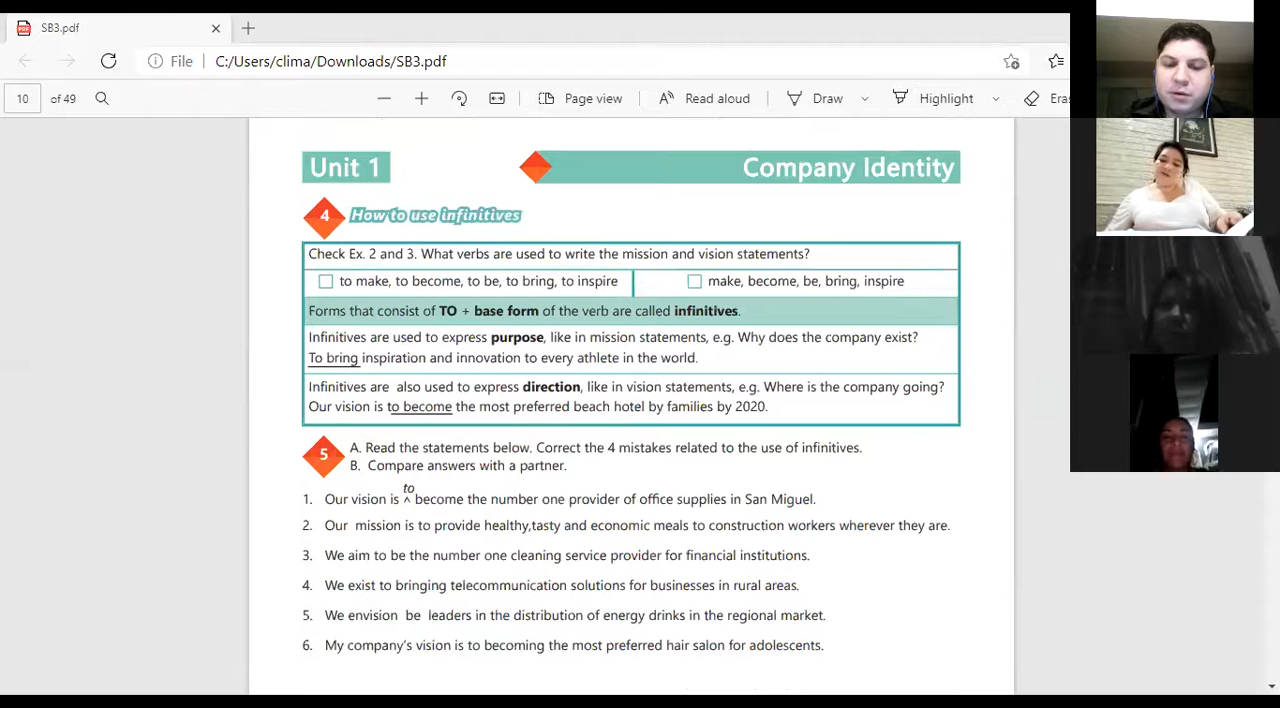 SB3.pdf
File C:/Users/clima/Downloads/SB3.pdf
10 of 49 Page view Read aloud Draw Highlight Eras
Unit 1 Company Identity
4 How to use infinitives
Check Ex. 2 and 3. What verbs are used to write the mission and vision statements?
to make, to become, to be, to bring, to inspire make, become, be, bring, inspire
Forms that consist of TO + base form of the verb are called infinitives.
Infinitives are used to express purpose, like in mission statements, e.g. Why does the company exist?
To bring inspiration and innovation to every athlete in the world.
Infinitives are also used to express direction, like in vision statements, e.g. Where is the company going?
Our vision is to become the most preferred beach hotel by families by 2020.
5 A. Read the statements below. Correct the 4 mistakes related to the use of infinitives.
B. Compare answers with a partner.
to
1. Our vision is ^ become the number one provider of office supplies in San Miguel.
2. Our mission is to provide healthy,tasty and economic meals to construction workers wherever they are.
3. We aim to be the number one cleaning service provider for financial institutions.
4. We exist to bringing telecommunication solutions for businesses in rural areas.
5. We envision be leaders in the distribution of energy drinks in the regional market.
6. My company's vision is to becoming the most preferred hair salon for adolescents.